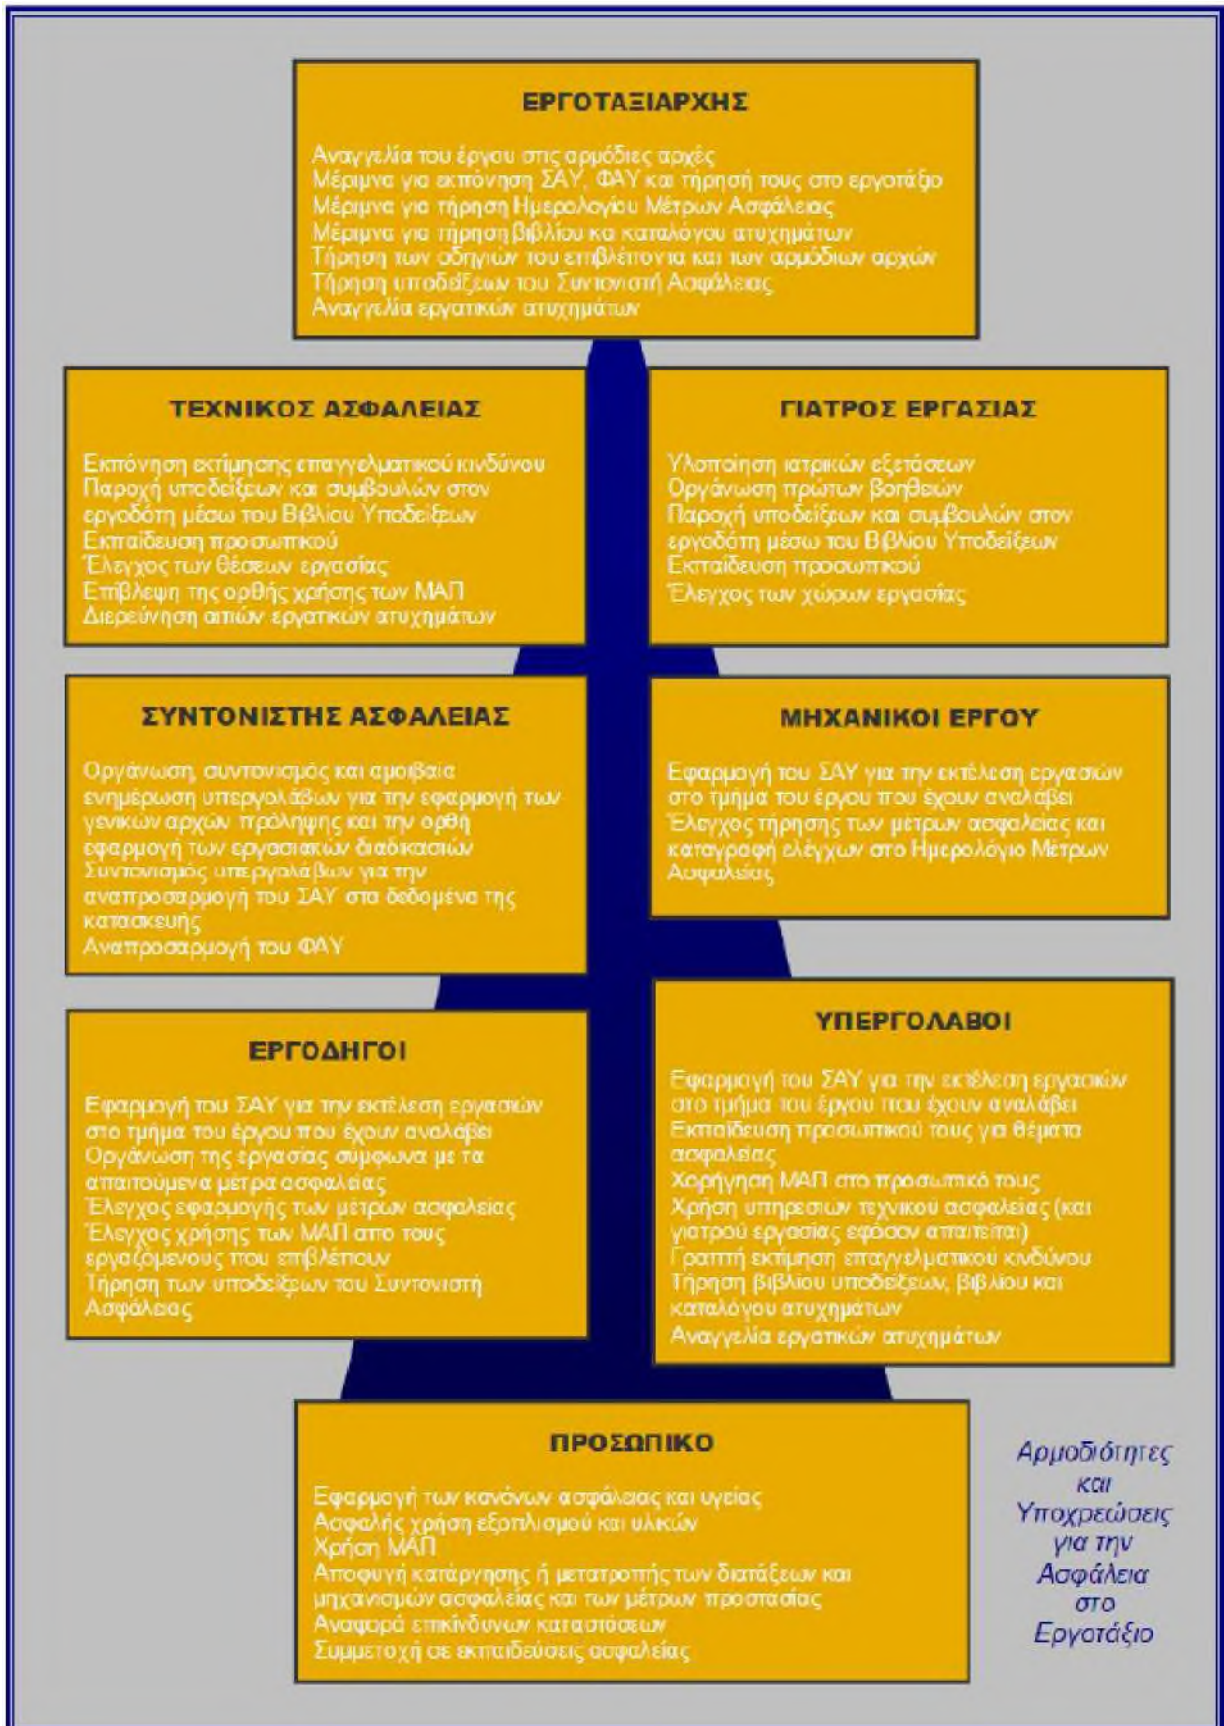 ΕΡΓΟΤΑΞΙΑΡΧΗΣ
Αναγγελία του έργου στις αρμόδιες αρχές
Μέριμνα για εκπόνηση ΣΑΥ, ΦΑΥ και τήρησή τους στο εργοτάξιο
Μέριμνα για τήρηση Ημερολογίου Μέτρων Ασφάλειας
Μέριμνα για τήρηση βιβλίου κα καταλόγου ατυχημάτων
Τήρηση των οδηγιών του επιβλέποντα και των αρμόδιων αρχών
Τήρηση υποδείξεων του Συντονιστή Ασφάλειας
Αναγγελία εργατικών ατυχημάτων
ΤΕΧΝΙΚΟΣ ΑΣΦΑΛΕΙΑΣ
Εκπόνηση εκτίμησης επαγγελματικού κινδύνου
Παροχή υποδείξεων και συμβουλών στον
εργοδότη μέσω του Βιβλίου Υποδείξεων
Εκπαίδευση προσωπικού
Έλεγχος των θέσεων εργασίας
Επίβλεψη της ορθής χρήσης των ΜΑΠ
Διερεύνηση αιτιών εργατικών ατυχημάτων
ΓΙΑΤΡΟΣ ΕΡΓΑΣΙΑΣ
Υλοποίηση ιατρικών εξετάσεων
Οργάνωση πρώτων βοηθειών
Παροχή υποδείξεων και συμβουλών στον
εργοδότη μέσω του Βιβλίου Υποδείξεων
Εκπαίδευση προσωπικού
Έλεγχος των χώρων εργασίας
ΣΥΝΤΟΝΙΣΤΗΣ ΑΣΦΑΛΕΙΑΣ
Οργάνωση, συντονισμός και αμοιβαία
ενημέρωση υπεργολάβων για την εφαρμογή των
γενικών αρχών πρόληψης και την ορθή
εφαρμογή των εργασιακών διαδικασιών
Συντονισμός υπεργολάβων για την
αναπροσαρμογή του ΣΑΥ στα δεδομένα της
κατασκευής
Αναπροσαρμογή του ΦΑΥ
ΜΗΧΑΝΙΚΟΙ ΕΡΓΟΥ
Εφαρμογή του ΣΑΥ για την εκτέλεση εργασιών
στο τμήμα του έργου που έχουν αναλάβει
Έλεγχος τήρησης των μέτρων ασφαλείας και
καταγραφή ελέγχων στο Ημερολόγιο Μέτρων
Ασφαλείας
ΕΡΓΟΔΗΓΟΙ
Εφαρμογή του ΣΑΥ για την εκτέλεση εργασιών
στο τμήμα του έργου που έχουν αναλάβει
Οργάνωση της εργασίας σύμφωνα με τα
απαιτούμενα μέτρα ασφαλείας
Έλεγχος εφαρμογής των μέτρων ασφαλείας
Έλεγχος χρήσης των ΜΑΠ απο τους
εργαζόμενους που επιβλέπουν
Τήρηση των υποδείξεων του Συντονιστή
Ασφάλειας
ΥΠΕΡΓΟΛΑΒΟΙ
Εφαρμογή του ΣΑΥ για την εκτέλεση εργασιών
στο τμήμα του έργου που έχουν αναλάβει
Εκπαίδευση προσωπικού τους για θέματα
ασφαλείας
Χορήγηση ΜΑΠ στο προσωπικό τους
Χρήση υπηρεσιων τεχνικού ασφαλείας (και
γιατρού εργασίας εφόσον απαιτείται)
Γραπτή εκτίμηση επαγγελματικού κινδύνου
Τήρηση βιβλίου υποδείξεων, βιβλίου και
καταλόγου ατυχημάτων
Αναγγελία εργατικών ατυχημάτων
ΠΡΟΣΩΠΙΚΟ
Εφαρμογή των κανόνων ασφάλειας και υγείας
Ασφαλής χρήση εξοπλισμού και υλικών
Χρήση ΜΑΠ
Αποφυγή κατάργησης ή μετατροπής των διατάξεων και
μηχανισμών ασφαλείας και των μέτρων προστασίας
Αναφορά επικίνδυνων καταστάσεων
Συμμετοχή σε εκπαιδεύσεις ασφαλείας
Αρμοδιότητες
και
Υποχρεώσεις
για την
Ασφάλεια
στο
Εργοτάξιο